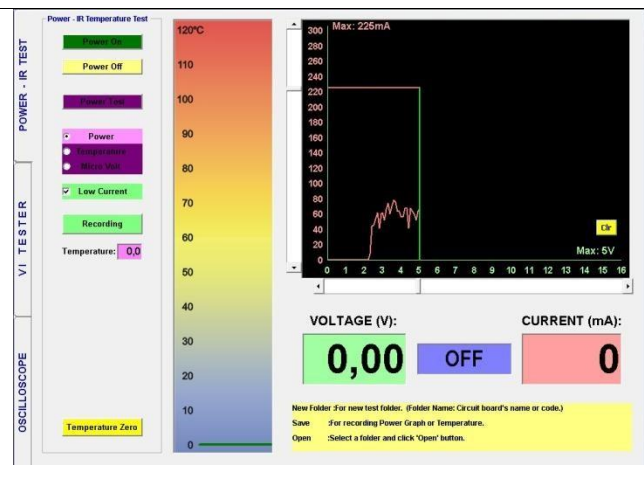 Power - IR Temperature Test
Power On
Power Off
Power Test
Power
Temperature
Micro Volt
Low Current
Recording
Temperature: 0,0
Temperature Zero
POWER - IR TEST
VI TESTER
OSCILLOSCOPE
120°C
110
100
90
80
70
60
50
40
30
20
10
0
Max: 225mA
300
280
260
240
220
200
180
160
140
120
100
80
60
40
20
0
Clr
Max: 5V
0 1 2 3 4 5 6 7 8 9 10 11 12 13 14 15 16
VOLTAGE (V): CURRENT (mA):
0,00 OFF 0
New Folder :For new test folder. (Folder Name: Circuit board's name or code.)
Save :For recording Power Graph or Temperature.
Open :Select a folder and click 'Open' button.